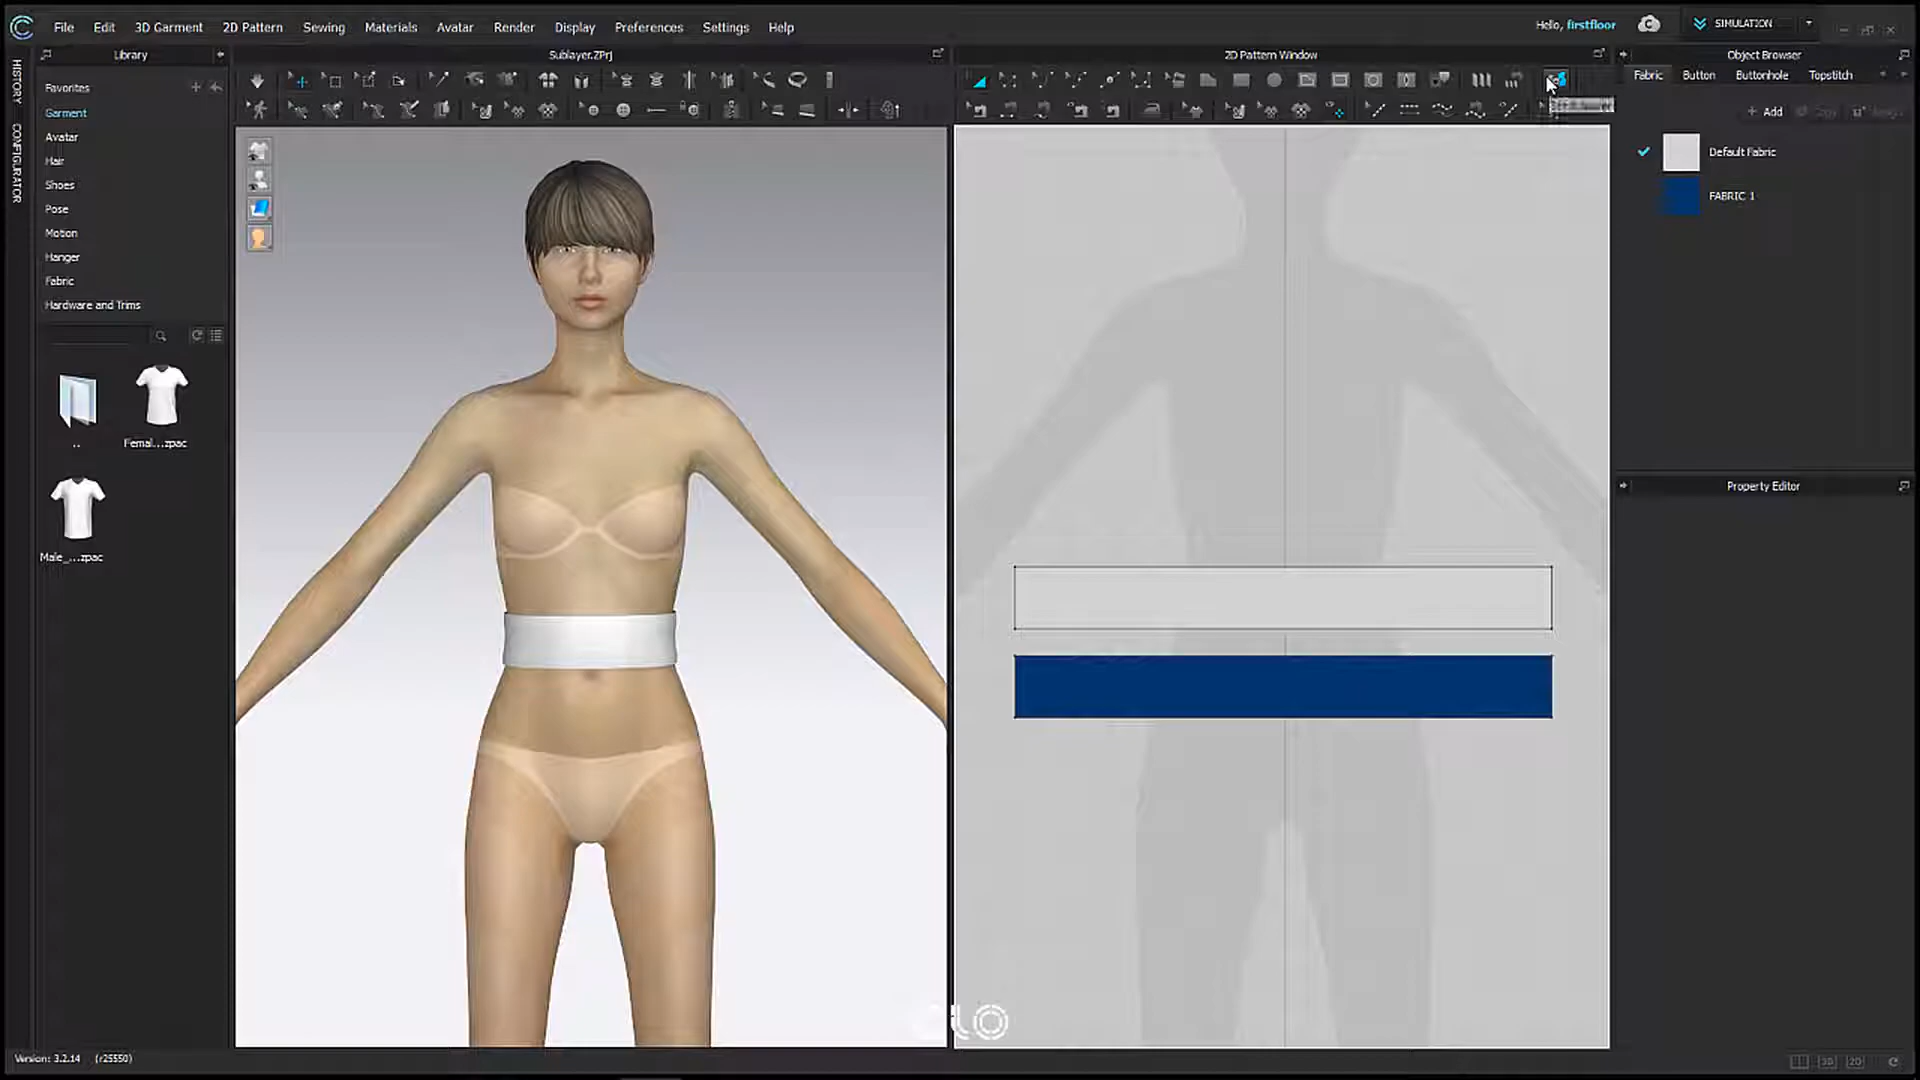 File Edit 3D Garment 2D Pattern Sewing Materials Avatar Render Display Preferences Settings Help
Hello, firstfloor
SIMULATION
Library
Sublayer.ZPrj
2D Pattern Window
Object Browser
HISTORY
CONFIGURATOR
Favorites
Garment
Avatar
Hair
Shoes
Pose
Motion
Hanger
Fabric
Hardware and Trims
..
Femal...zpac
Male_...zpac
Fabric Button Buttonhole Topstitch
+ Add
Default Fabric
FABRIC 1
Property Editor
Version: 3.2.14 (r25550)
3D
2D